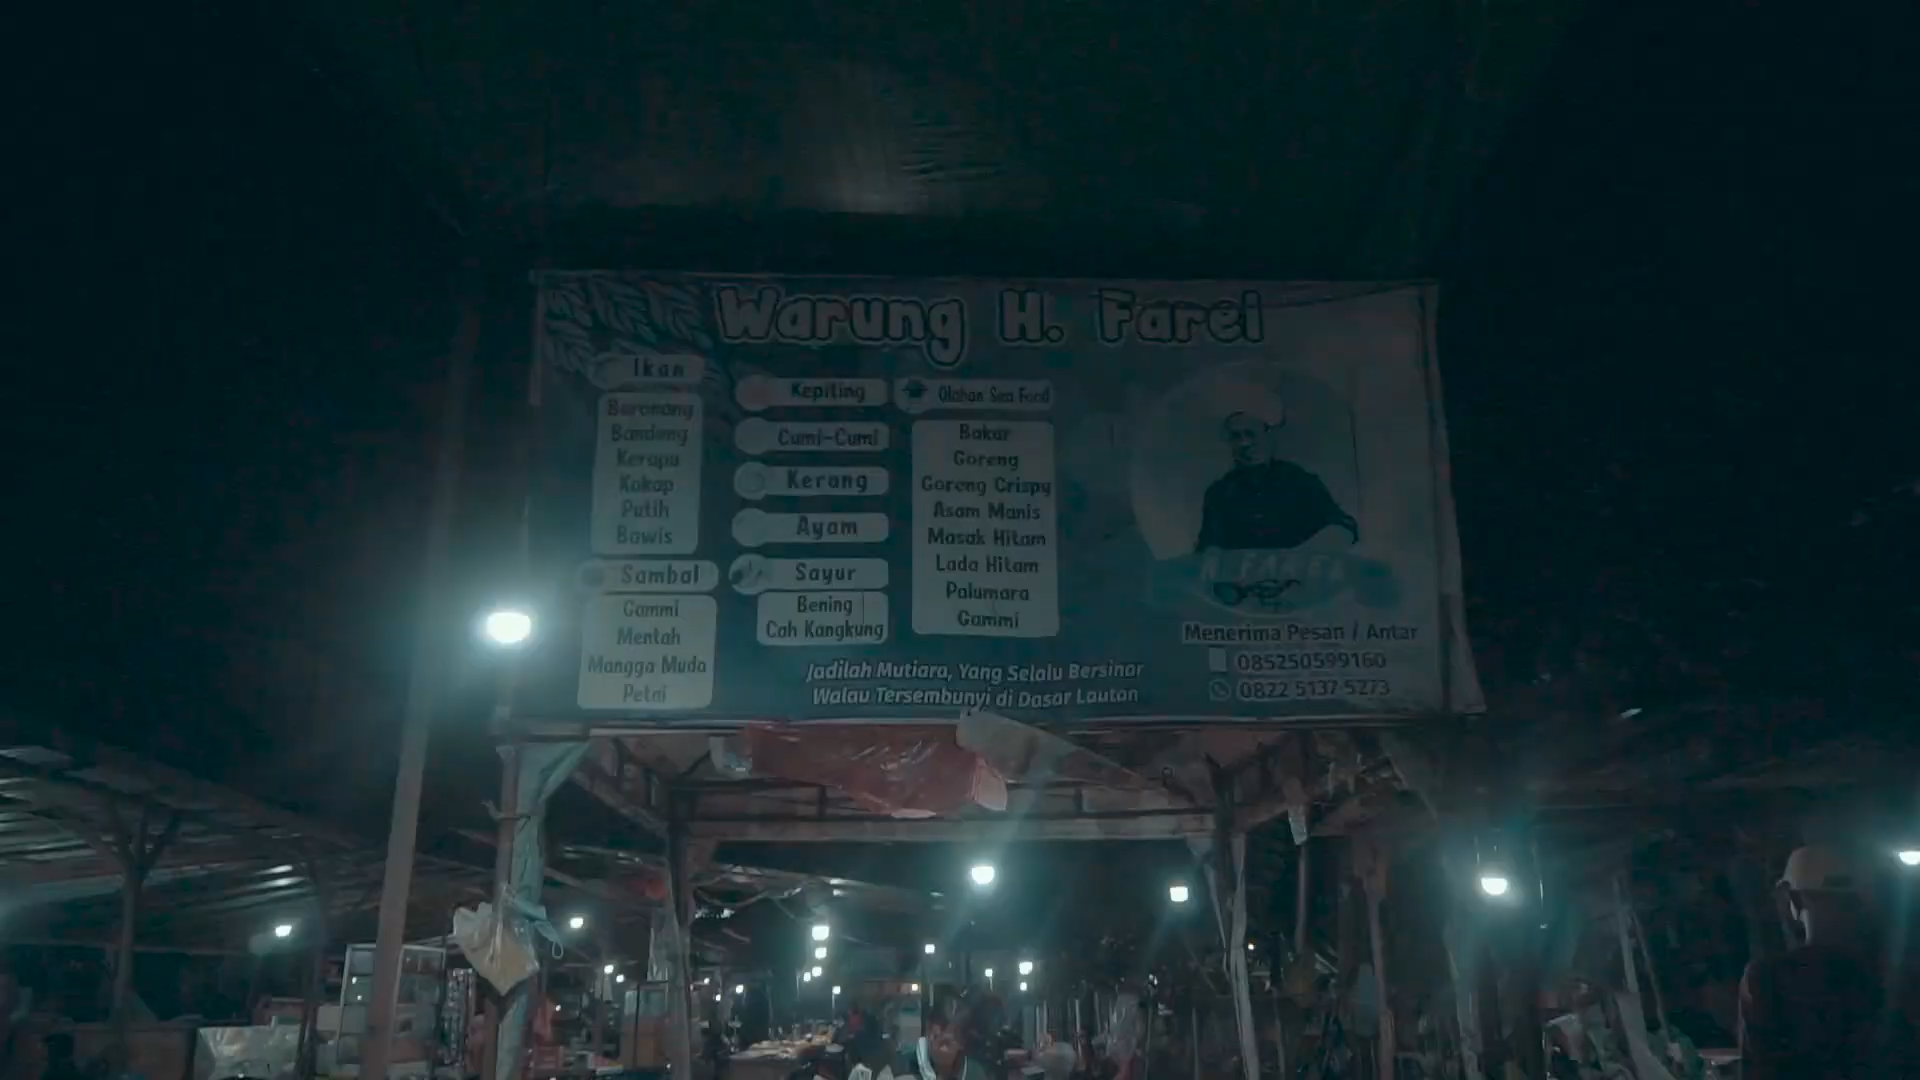 Warung H. Farel
Ikan
Baronang
Bandeng
Kerapu
Kakap
Putih
Bawis
Sambal
Gammi
Mentah
Mangga Muda
Petai
Kepiting
Cumi-Cumi
Kerang
Ayam
Sayur
Bening
Cah Kangkung
Olahan Sea Food
Bakar
Goreng
Goreng Crispy
Asam Manis
Masak Hitam
Lada Hitam
Palumara
Gammi
Jadilah Mutiara, Yang Selalu Bersinar
Walau Tersembunyi di Dasar Lautan
Menerima Pesan / Antar
085250599160
0822 5137 5273